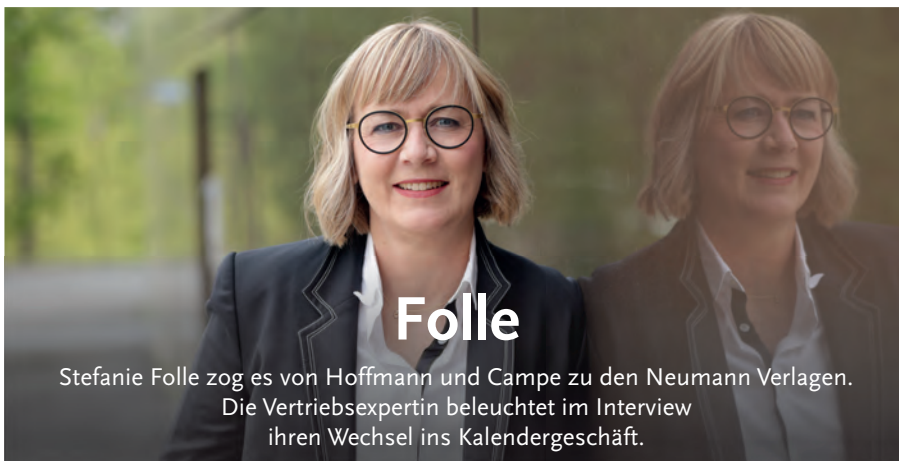 Folle
Stefanie Folle zog es von Hoffmann und Campe zu den Neumann Verlagen.
Die Vertriebsexpertin beleuchtet im Interview
ihren Wechsel ins Kalendergeschäft.